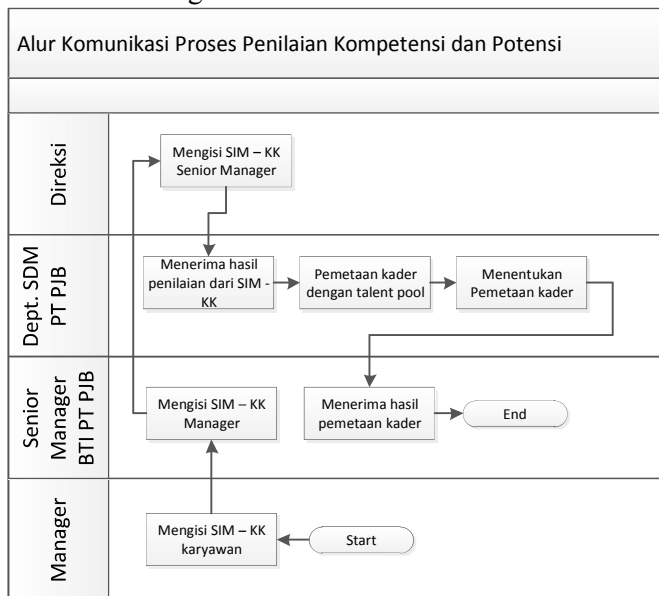 Alur Komunikasi Proses Penilaian Kompetensi dan Potensi
Direksi
Mengisi SIM – KK
Senior Manager
Dept. SDM
PT PJB
Menerima hasil
penilaian dari SIM -
KK
Pemetaan kader
dengan talent pool
Menentukan
Pemetaan kader
Senior
Manager
BTI PT PJB
Mengisi SIM – KK
Manager
Menerima hasil
pemetaan kader
End
Manager
Mengisi SIM – KK
karyawan
Start